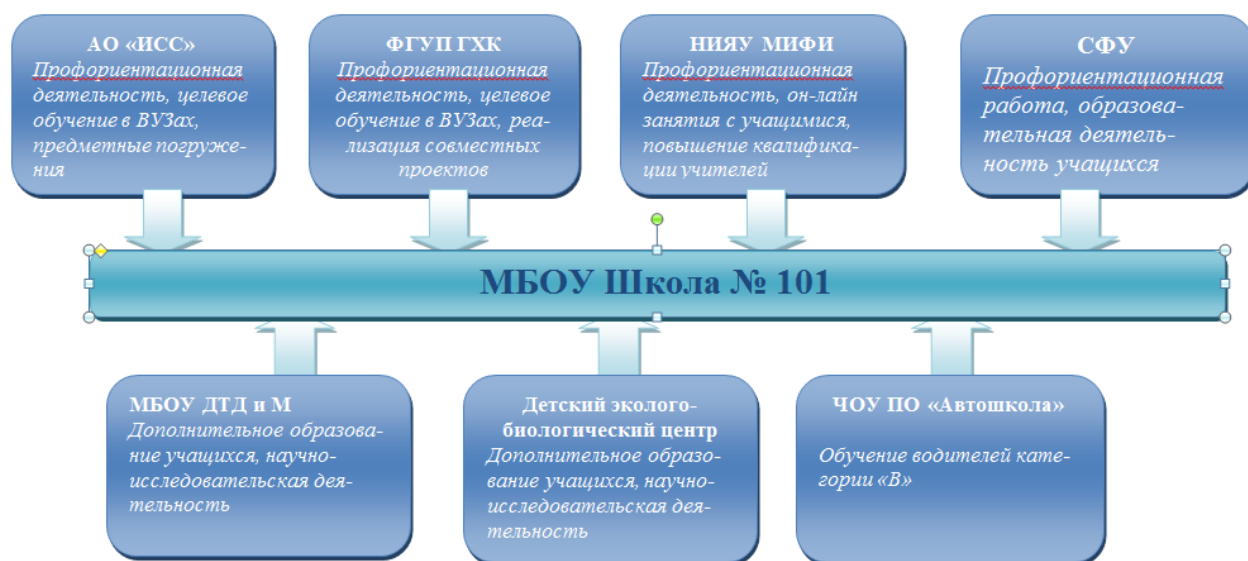 АО «ИСС»
Профориентационная
деятельность, целевое
обучение в ВУЗах,
предметные погруже-
ния
ФГУП ГХК
Профориентационная
деятельность, целевое
обучение в ВУЗах, реа-
лизация совместных
проектов
НИЯУ МИФИ
Профориентационная
деятельность, он-лайн
занятия с учащимися,
повышение квалифика-
ции учителей
СФУ
Профориентационная
работа, образова-
тельная деятель-
ность учащихся
МБОУ Школа № 101
МБОУ ДТД и М
Дополнительное образова-
ние учащихся, научно-
исследовательская дея-
тельность
Детский эколого-
биологический центр
Дополнительное образо-
вание учащихся, научно-
исследовательская дея-
тельность
ЧОУ ПО «Автошкола»
Обучение водителей кате-
гории «В»